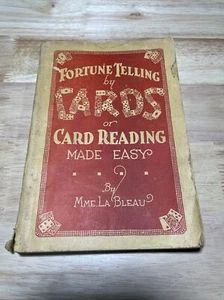 FORTUNE TELLING
by
CARDS
or
CARD READING
MADE EASY
By
MME. LA BLEAU